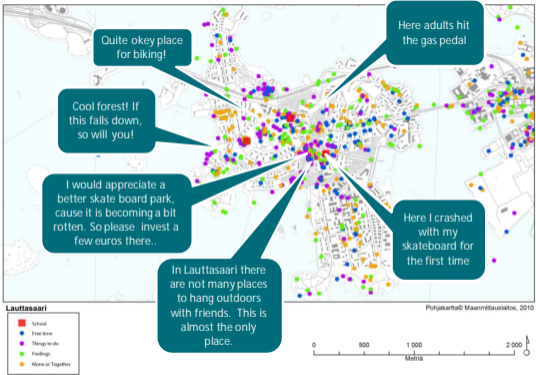 Quite okey place
for biking!
Here adults hit
the gas pedal
Cool forest! If
this falls down,
so will you!
I would appreciate a
better skate board park,
cause it is becoming a bit
rotten. So please invest a
few euros there..
Here I crashed
with my
skateboard for
the first time
In Lauttasaari there
are not many places
to hang outdoors
with friends. This is
almost the only
place.
Lauttasaari
Pohjakartta© Maanmittauslaitos, 2010
School
Free time
Things to do
Feelings
Alone or Together
0 500 1 000 2 000
Metriä